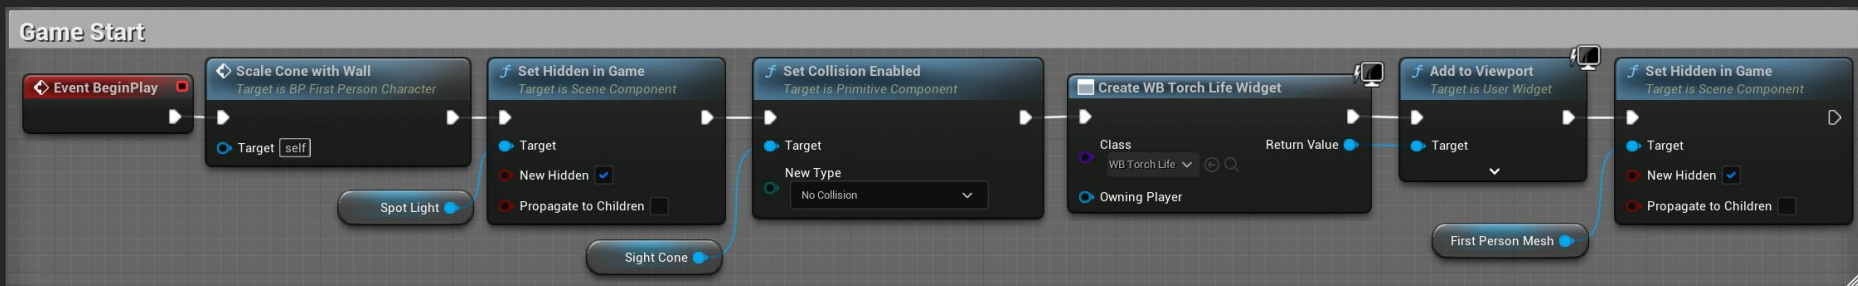 Game Start
Event BeginPlay
Scale Cone with Wall
Target is BP First Person Character
Target self
Spot Light
Set Hidden in Game
Target is Scene Component
Target
New Hidden
Propagate to Children
Sight Cone
Set Collision Enabled
Target is Primitive Component
Target
New Type
No Collision
Create WB Torch Life Widget
Class
WB Torch Life
Return Value
Owning Player
Add to Viewport
Target is User Widget
Target
First Person Mesh
Set Hidden in Game
Target is Scene Component
Target
New Hidden
Propagate to Children